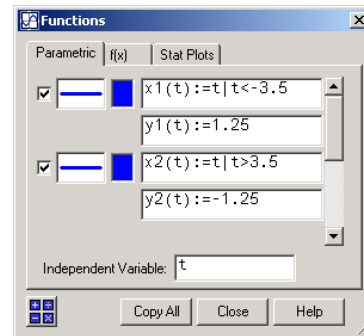 Functions
Parametric f(x) Stat Plots
x1(t):=t|t<-3.5
y1(t):=1.25
x2(t):=t|t>3.5
y2(t):=-1.25
Independent Variable: t
Copy All Close Help